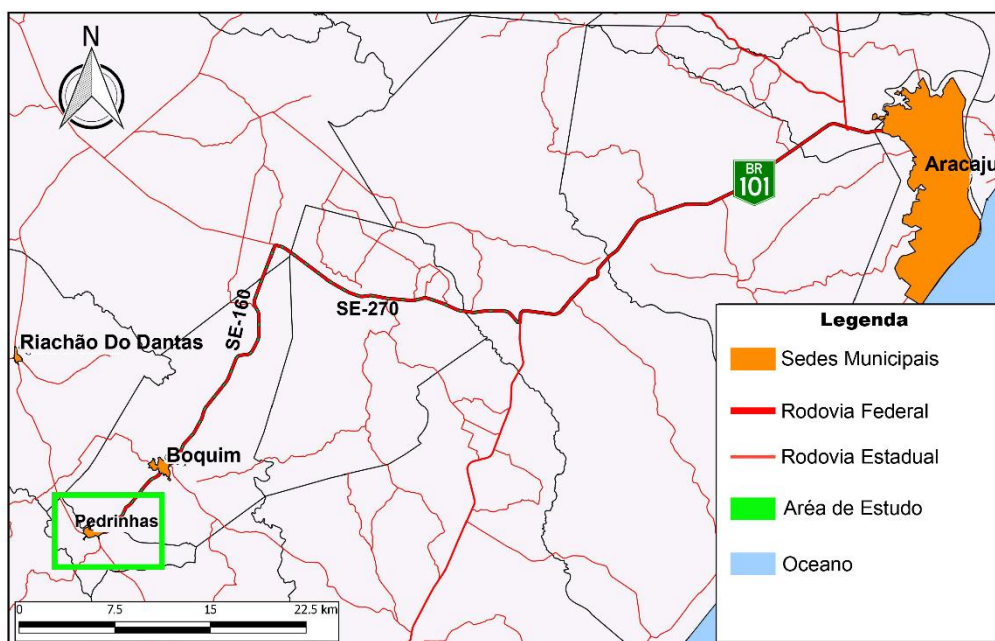 N
BR
101
Aracaju
SE-160
SE-270
Riachão Do Dantas
Boquim
Pedrinhas
Legenda
Sedes Municipais
Rodovia Federal
Rodovia Estadual
Aréa de Estudo
Oceano
0 7.5 15 22.5 km